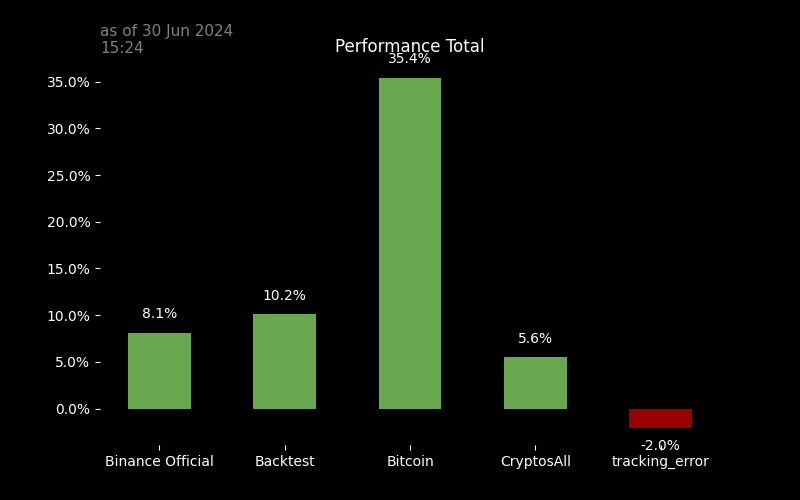 as of 30 Jun 2024
15:24
Performance Total
35.4%
35.0%
30.0%
25.0%
20.0%
15.0%
10.0%
5.0%
0.0%
8.1%
10.2%
5.6%
-2.0%
Binance Official
Backtest
Bitcoin
CryptosAll
tracking_error